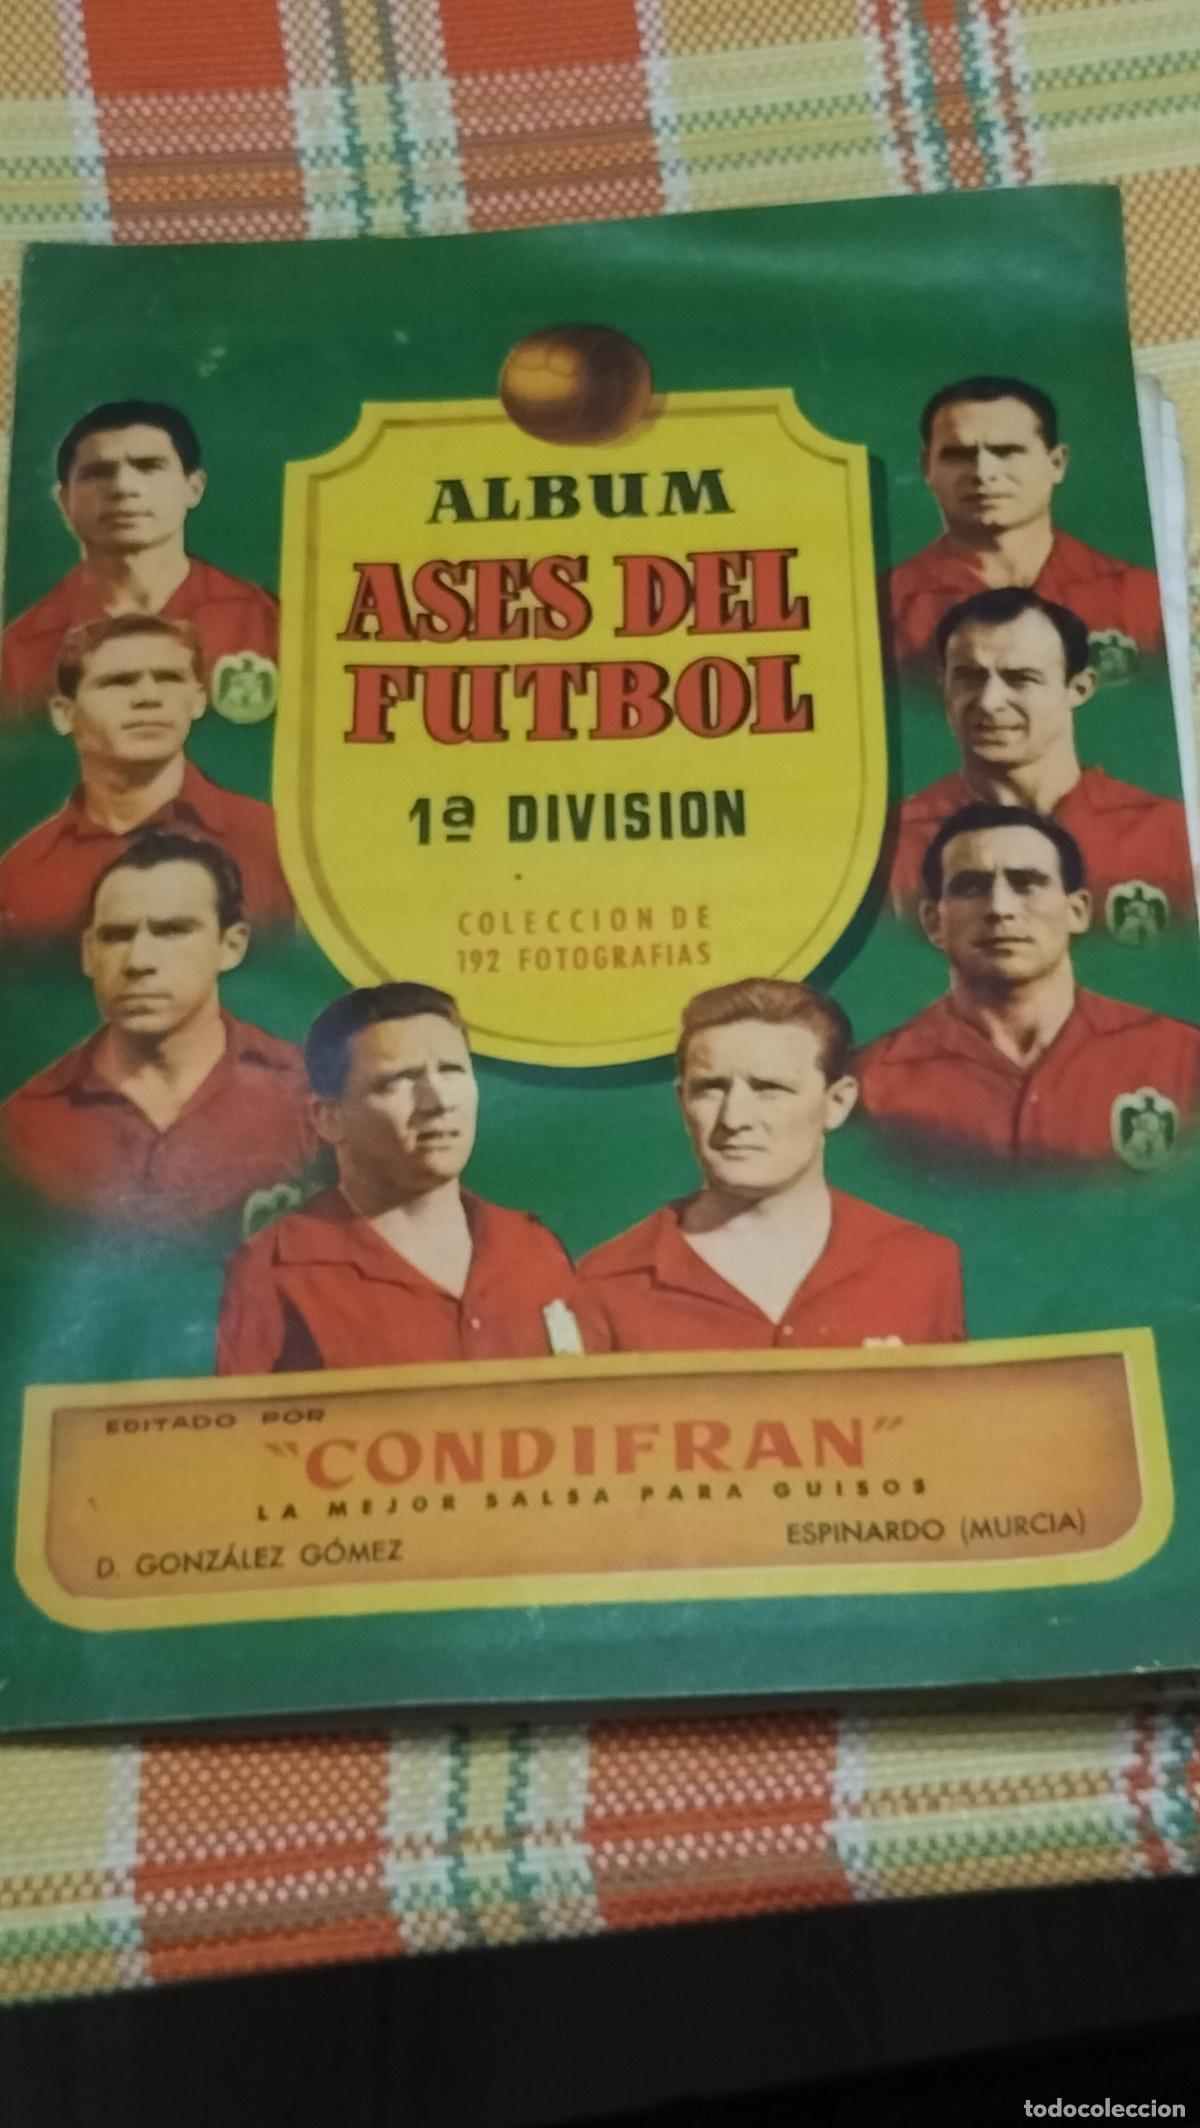 ALBUM
ASES DEL
FUTBOL
1ª DIVISION
COLECCION DE
192 FOTOGRAFIAS
EDITADO POR
"CONDIFRAN"
LA MEJOR SALSA PARA GUISOS
D. GONZÁLEZ GÓMEZ
ESPINARDO (MURCIA)
todocoleccion